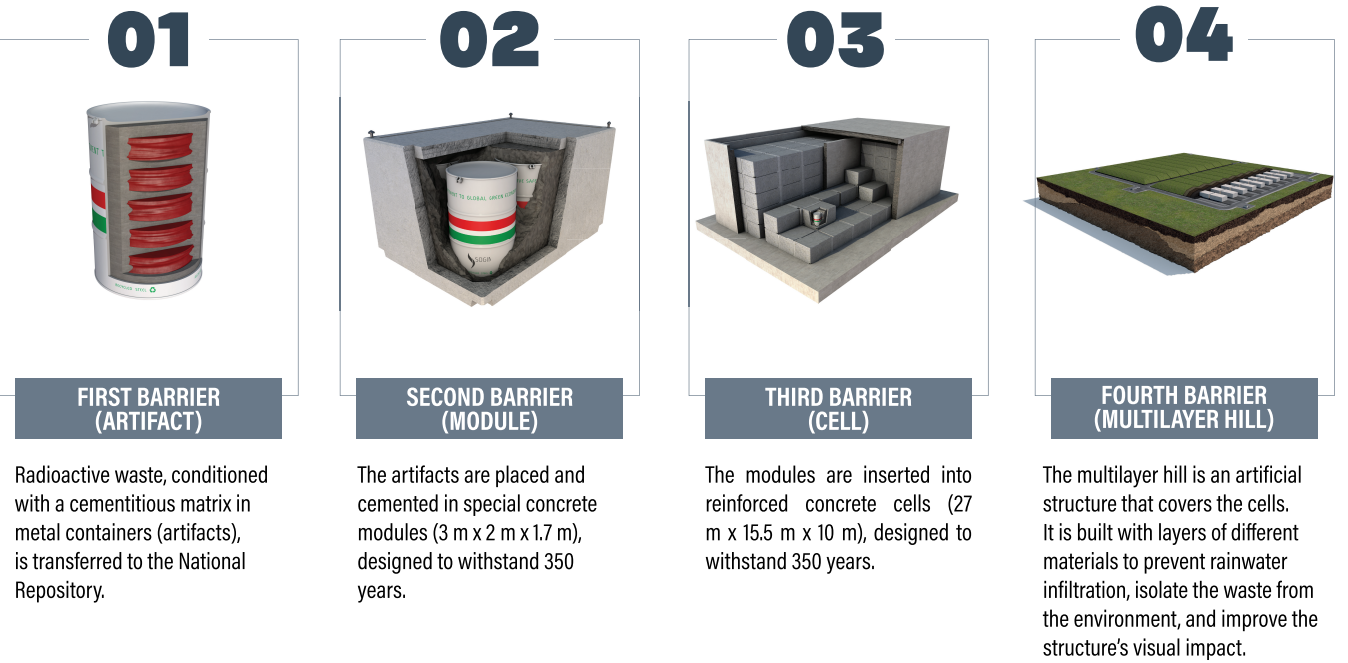 01
FIRST BARRIER
(ARTIFACT)
Radioactive waste, conditioned
with a cementitious matrix in
metal containers (artifacts),
is transferred to the National
Repository.
02
SECOND BARRIER
(MODULE)
The artifacts are placed and
cemented in special concrete
modules (3 m x 2 m x 1.7 m),
designed to withstand 350
years.
03
THIRD BARRIER
(CELL)
The modules are inserted into
reinforced concrete cells (27
m x 15.5 m x 10 m), designed to
withstand 350 years.
04
FOURTH BARRIER
(MULTILAYER HILL)
The multilayer hill is an artificial
structure that covers the cells.
It is built with layers of different
materials to prevent rainwater
infiltration, isolate the waste from
the environment, and improve the
structure's visual impact.